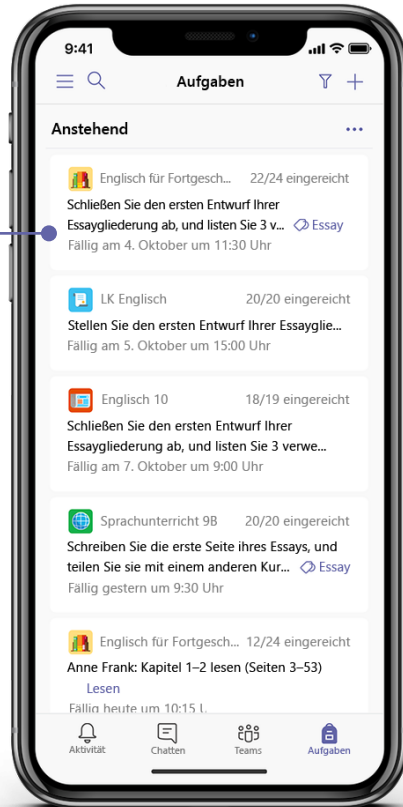 9:41
Aufgaben
Anstehend
Englisch für Fortgesch... 22/24 eingereicht
Schließen Sie den ersten Entwurf Ihrer
Essaygliederung ab, und listen Sie 3 v... Essay
Fällig am 4. Oktober um 11:30 Uhr
LK Englisch 20/20 eingereicht
Stellen Sie den ersten Entwurf Ihrer Essayglie...
Fällig am 5. Oktober um 15:00 Uhr
Englisch 10 18/19 eingereicht
Schließen Sie den ersten Entwurf Ihrer
Essaygliederung ab, und listen Sie 3 verwe...
Fällig am 7. Oktober um 9:00 Uhr
Sprachunterricht 9B 20/20 eingereicht
Schreiben Sie die erste Seite ihres Essays, und
teilen Sie sie mit einem anderen Kur... Essay
Fällig gestern um 9:30 Uhr
Englisch für Fortgesch... 12/24 eingereicht
Anne Frank: Kapitel 1–2 lesen (Seiten 3–53)
Lesen
Fällig heute um 10:15 U
Aktivität Chatten Teams Aufgaben